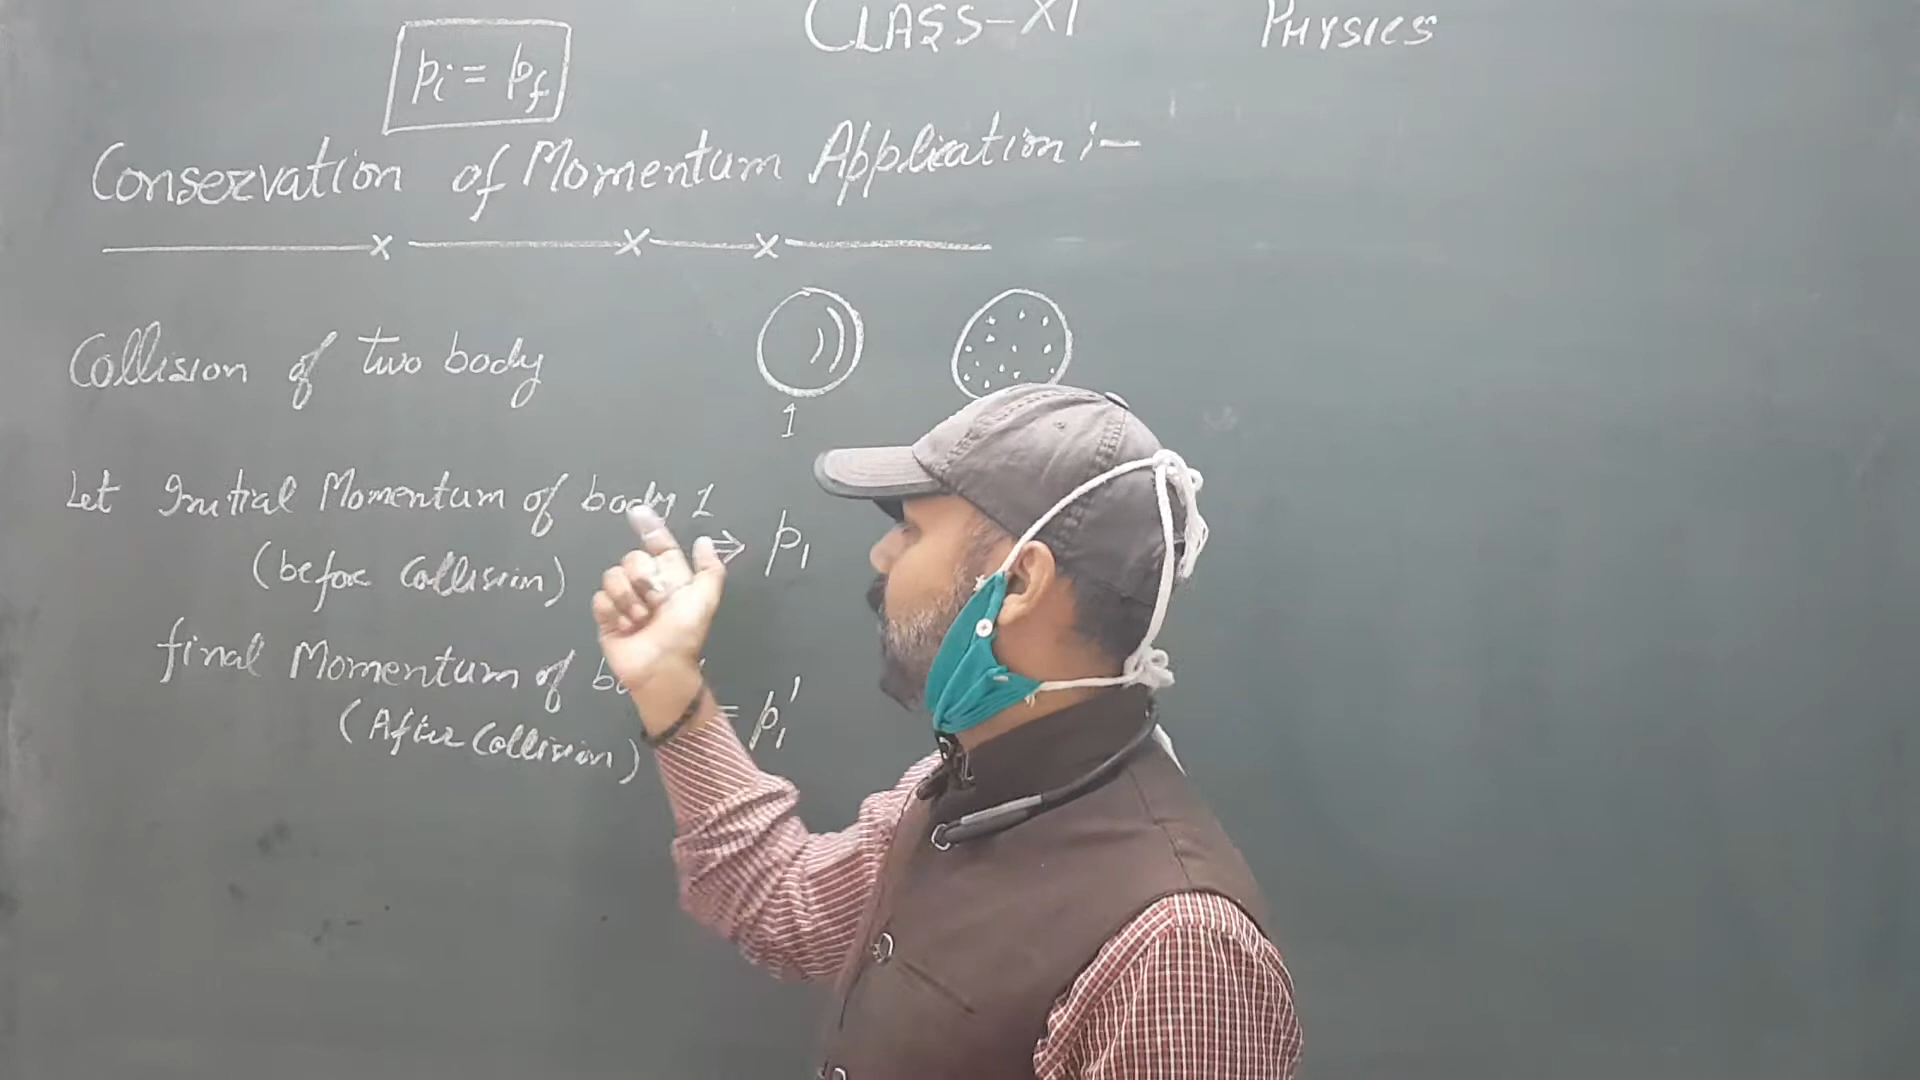 CLASS-XI PHYSICS
pi = pf
Conservation of Momentum Application :-
Collision of two body
1
Let Initial Momentum of body 1
(before Collision) ⇒ p1
final Momentum of
(After Collision) = p1'